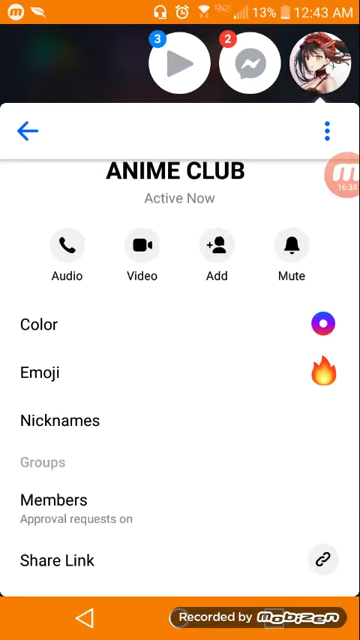 13% 12:43 AM
3
2
ANIME CLUB
Active Now
16:38
Audio Video Add Mute
Color
Emoji
Nicknames
Groups
Members
Approval requests on
Share Link
Recorded by mobizen